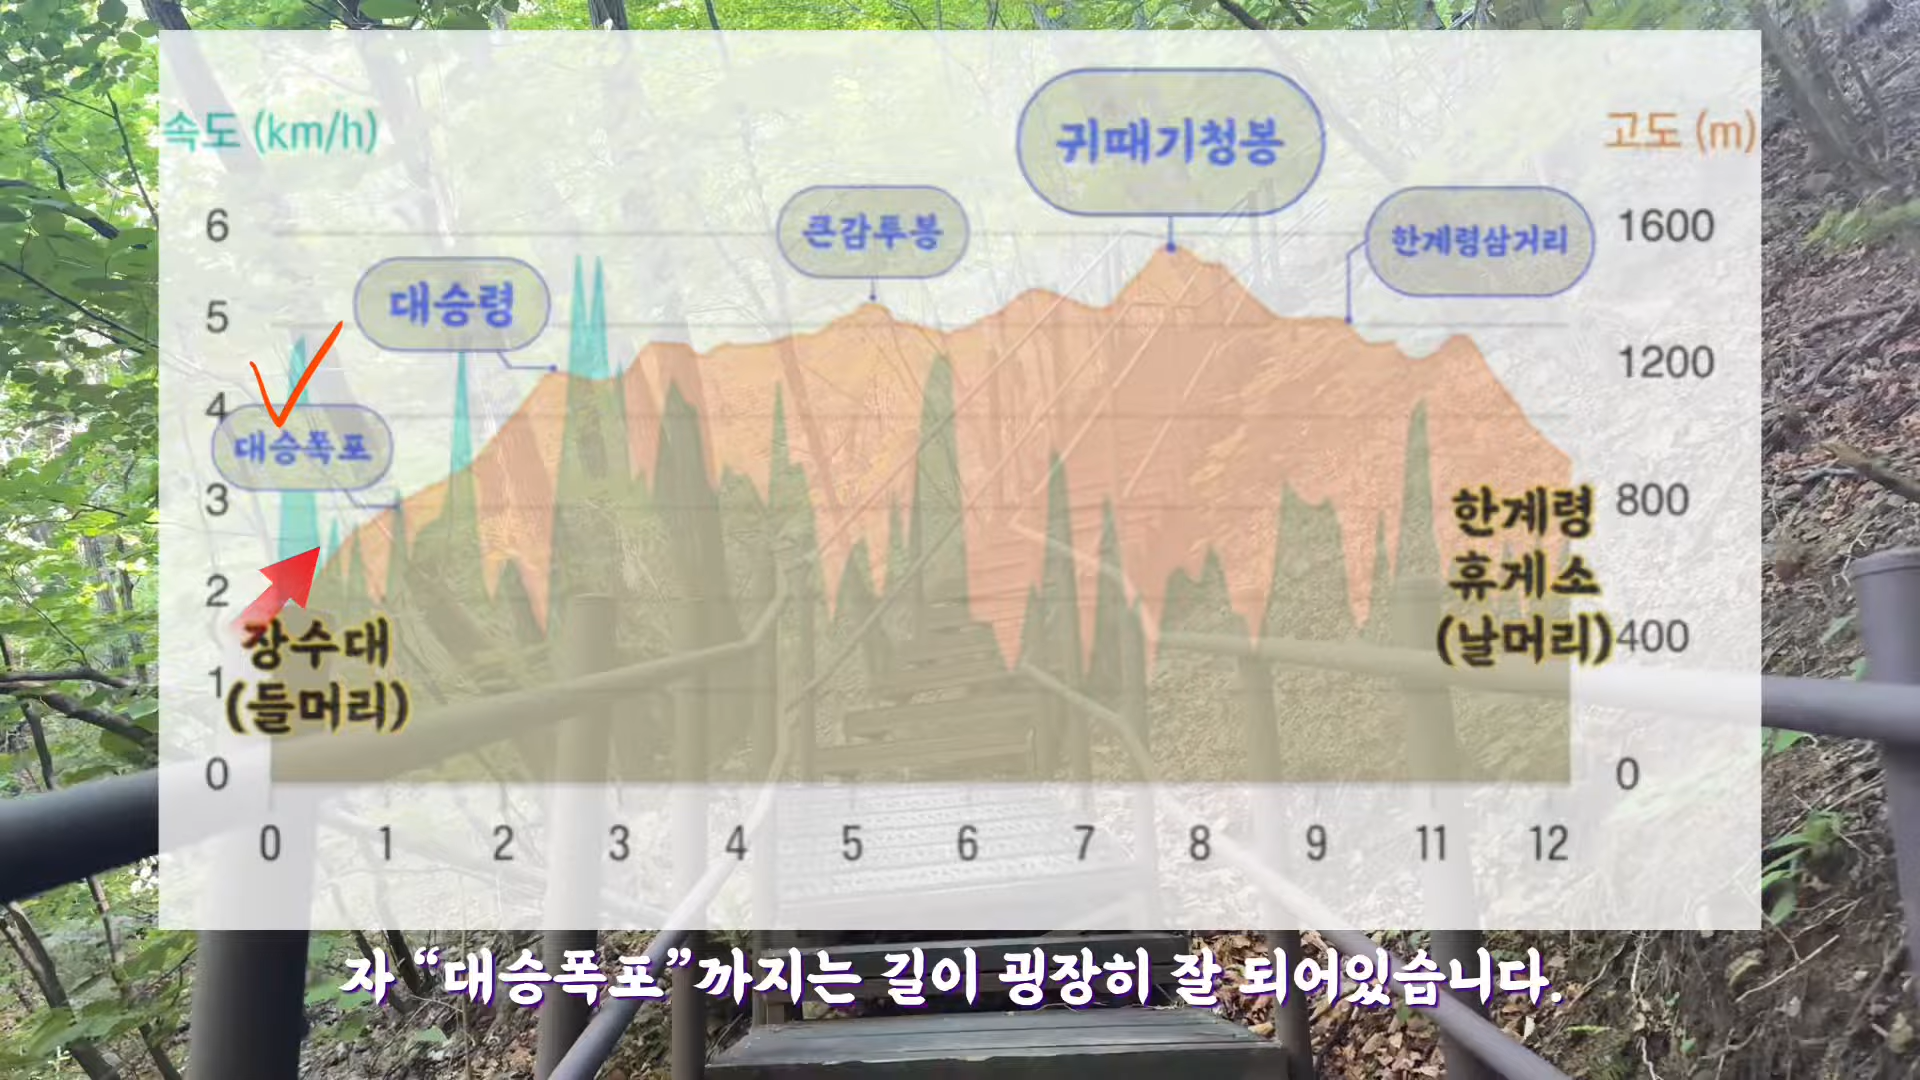 속도 (km/h)
고도 (m)
귀때기청봉
큰감투봉
한계령삼거리
대승령
대승폭포
6
5
4
3
2
1
0
1600
1200
800
400
0
장수대
(들머리)
한계령
휴게소
(날머리)
0 1 2 3 4 5 6 7 8 9 11 12
자 “대승폭포”까지는 길이 굉장히 잘 되어있습니다.